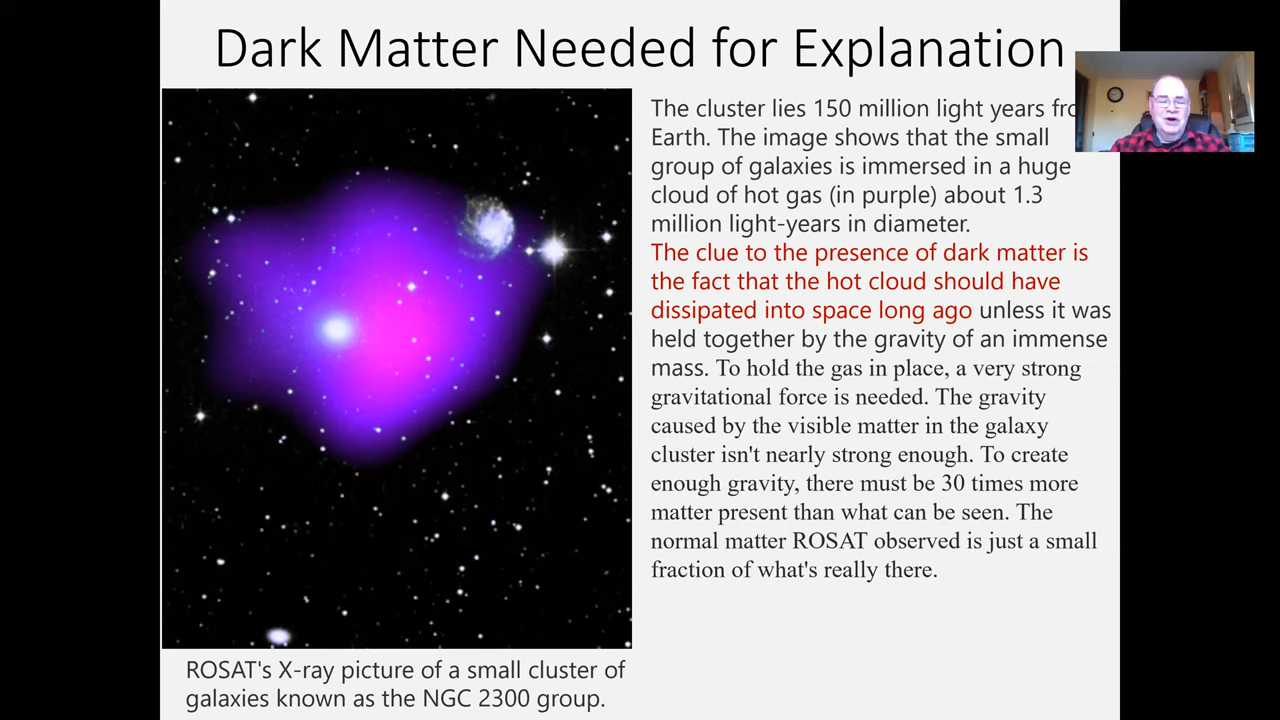 Dark Matter Needed for Explanation
The cluster lies 150 million light years
Earth. The image shows that the small
group of galaxies is immersed in a huge
cloud of hot gas (in purple) about 1.3
million light-years in diameter.
The clue to the presence of dark matter is
the fact that the hot cloud should have
dissipated into space long ago unless it was
held together by the gravity of an immense
mass. To hold the gas in place, a very strong
gravitational force is needed. The gravity
caused by the visible matter in the galaxy
cluster isn't nearly strong enough. To create
enough gravity, there must be 30 times more
matter present than what can be seen. The
normal matter ROSAT observed is just a small
fraction of what's really there.
ROSAT's X-ray picture of a small cluster of
galaxies known as the NGC 2300 group.